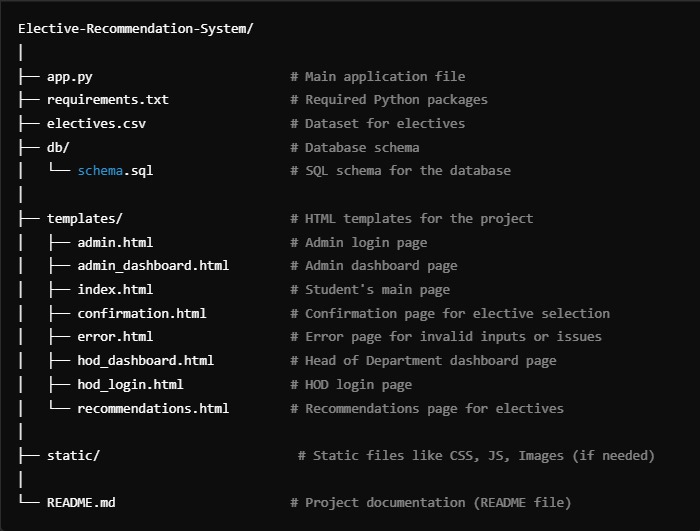 Elective-Recommendation-System/
│
├── app.py # Main application file
├── requirements.txt # Required Python packages
├── electives.csv # Dataset for electives
├── db/ # Database schema
│ └── schema.sql # SQL schema for the database
│
├── templates/ # HTML templates for the project
│ ├── admin.html # Admin login page
│ ├── admin_dashboard.html # Admin dashboard page
│ ├── index.html # Student's main page
│ ├── confirmation.html # Confirmation page for elective selection
│ ├── error.html # Error page for invalid inputs or issues
│ ├── hod_dashboard.html # Head of Department dashboard page
│ ├── hod_login.html # HOD login page
│ └── recommendations.html # Recommendations page for electives
│
├── static/ # Static files like CSS, JS, Images (if needed)
│
└── README.md # Project documentation (README file)